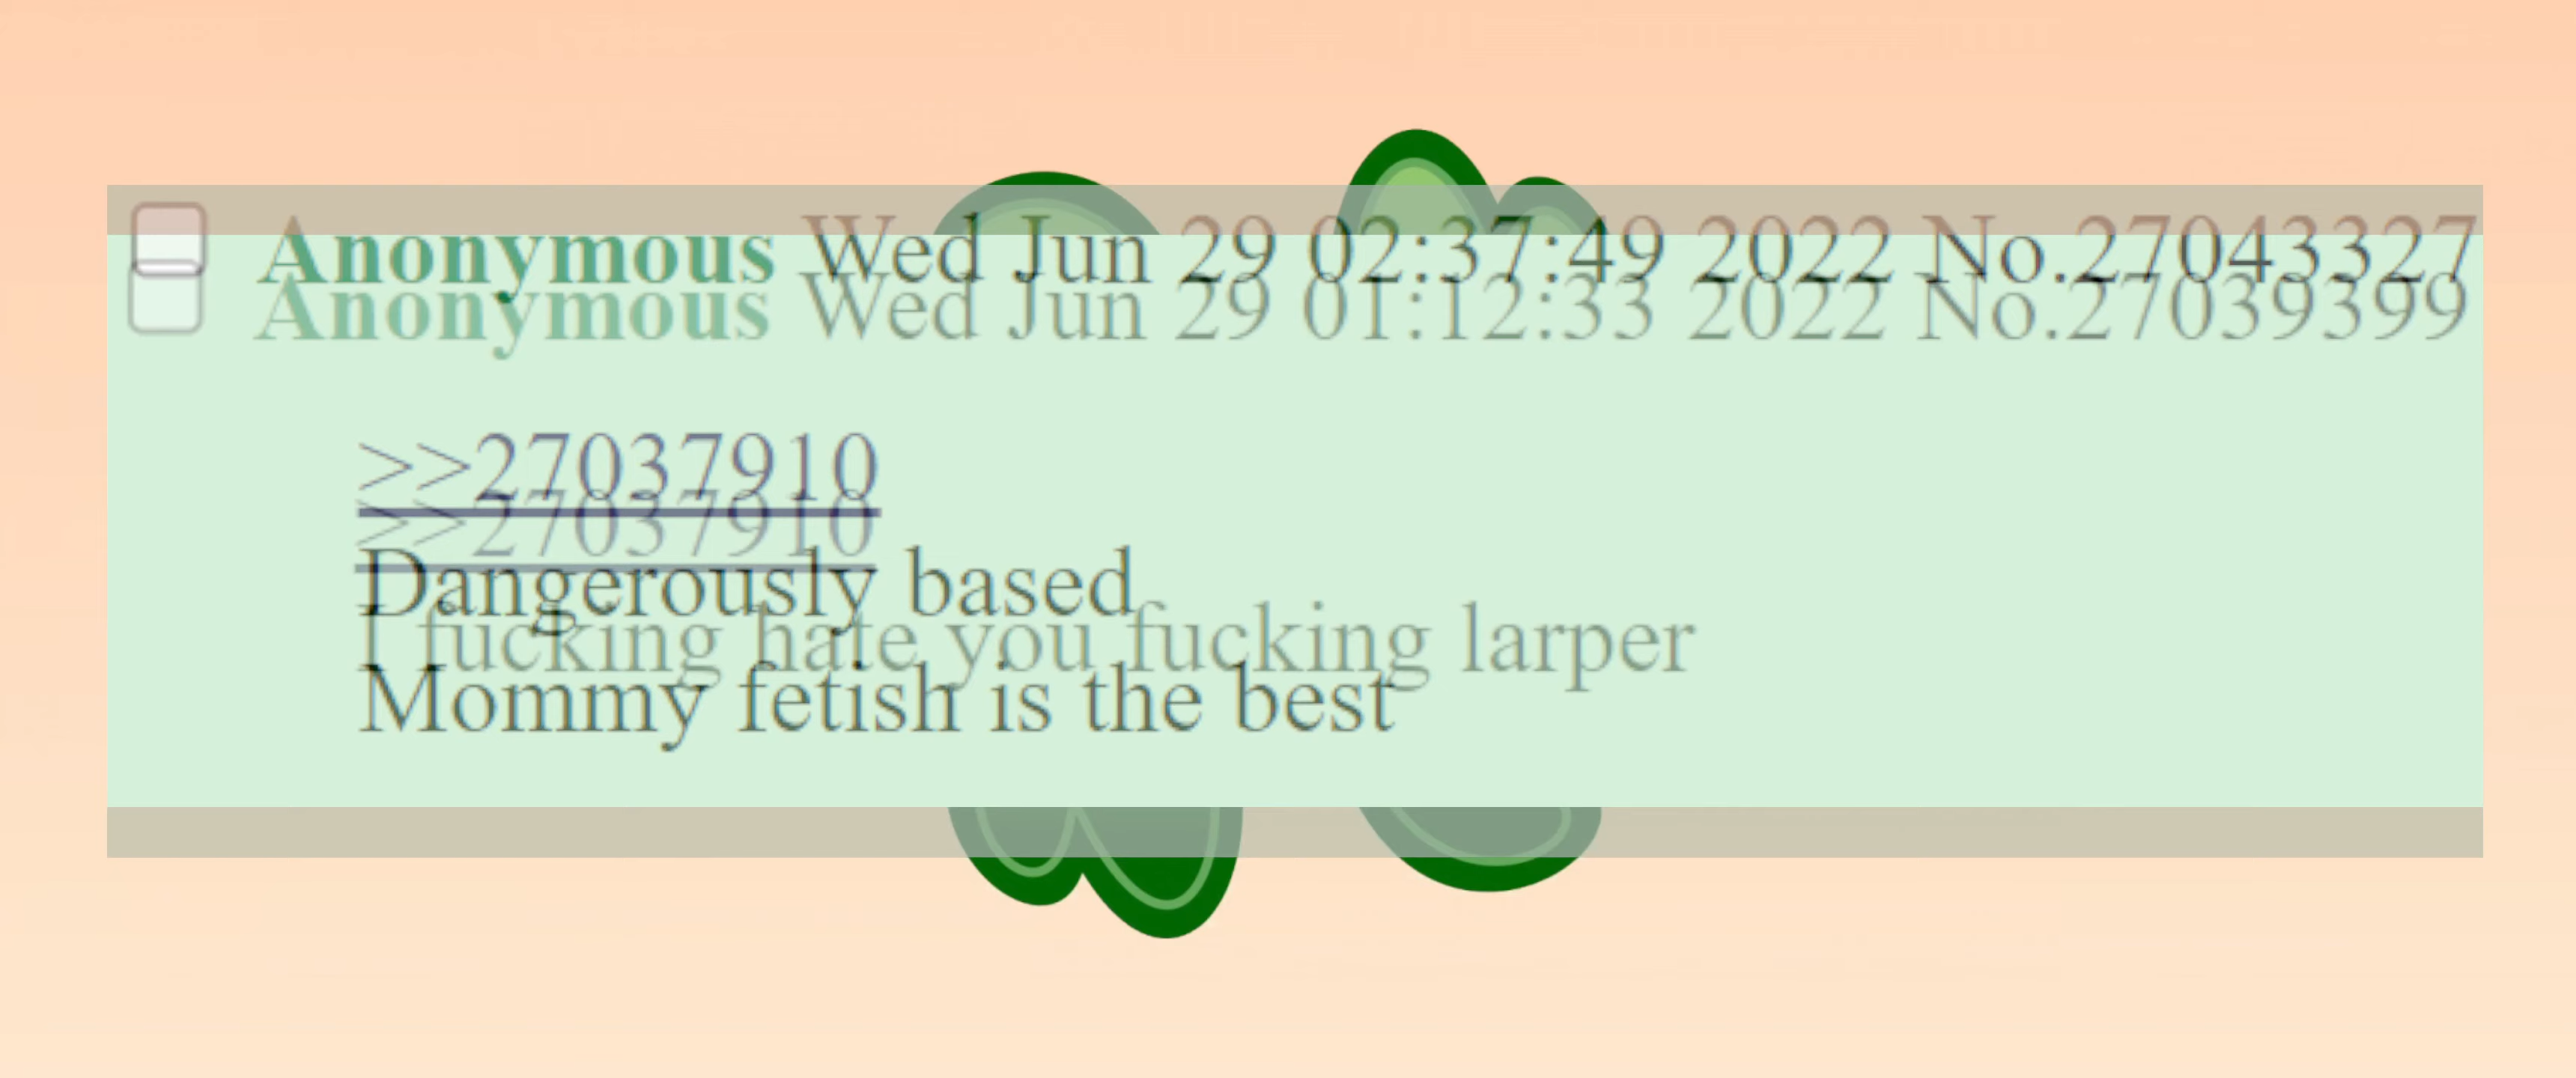 Anonymous Wed Jun 29 02:37:49 2022 No.27043327
Anonymous Wed Jun 29 01:12:33 2022 No.27039399
>>27037910
>>27037910
Dangerously based
I fucking hate you fucking larper
Mommy fetish is the best